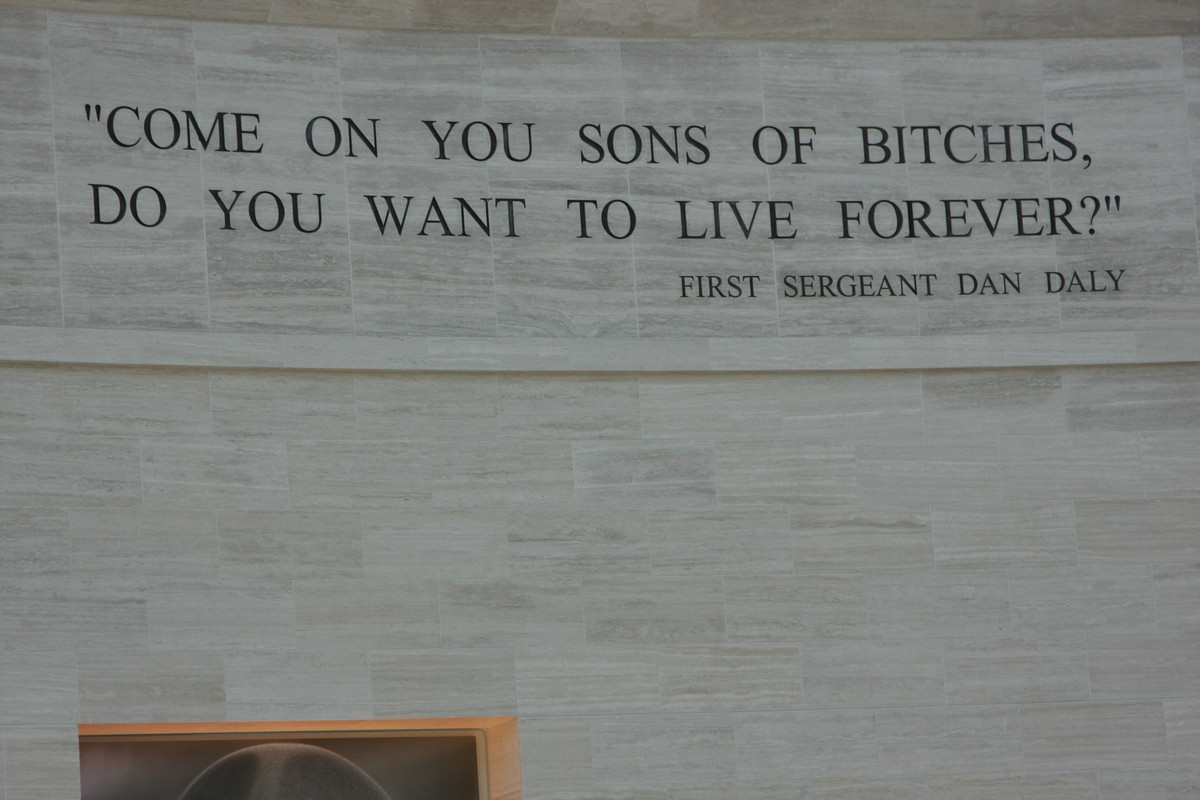 "COME ON YOU SONS OF BITCHES,
DO YOU WANT TO LIVE FOREVER?"
FIRST SERGEANT DAN DALY